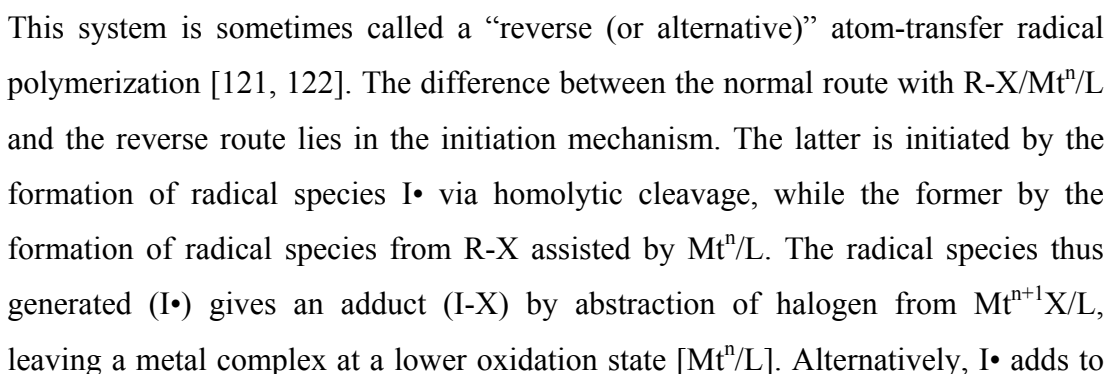 This system is sometimes called a “reverse (or alternative)” atom-transfer radical
polymerization [121, 122]. The difference between the normal route with R-X/Mtⁿ/L
and the reverse route lies in the initiation mechanism. The latter is initiated by the
formation of radical species I• via homolytic cleavage, while the former by the
formation of radical species from R-X assisted by Mtⁿ/L. The radical species thus
generated (I•) gives an adduct (I-X) by abstraction of halogen from Mtⁿ⁺¹X/L,
leaving a metal complex at a lower oxidation state [Mtⁿ/L]. Alternatively, I• adds to